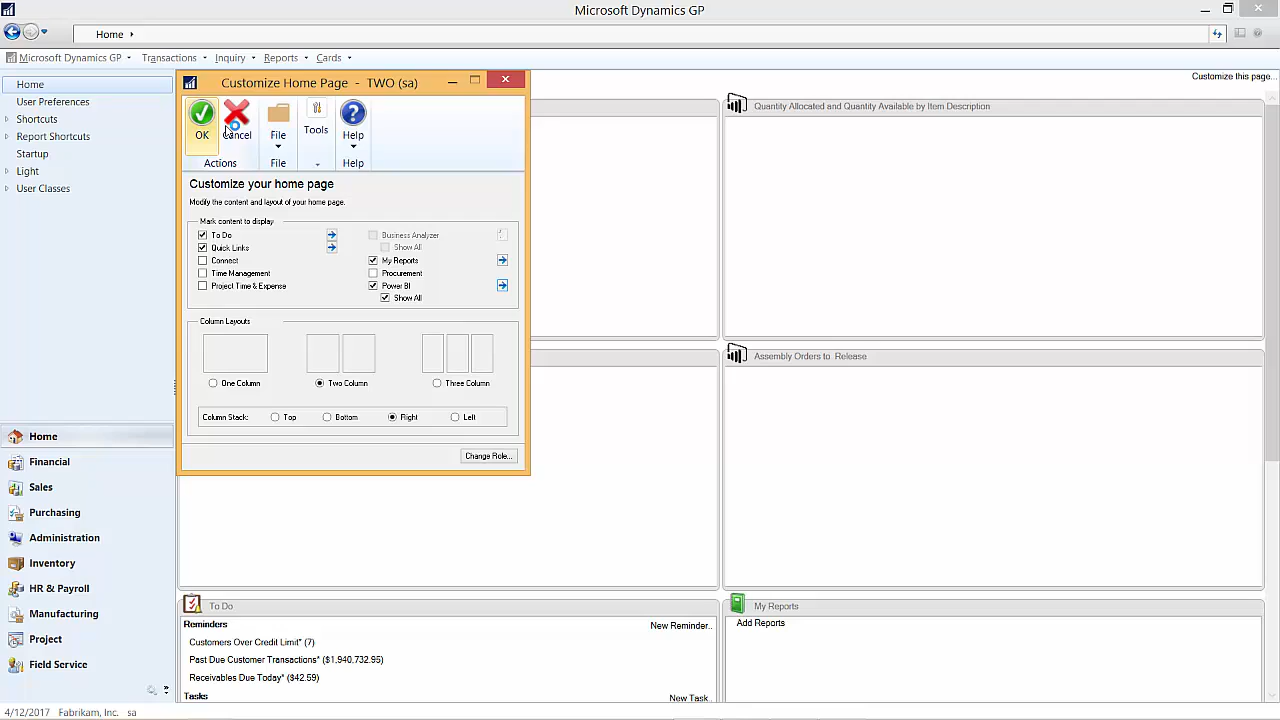 Microsoft Dynamics GP
Home
Microsoft Dynamics GP Transactions Inquiry Reports Cards
Customize this page...
Home
User Preferences
Shortcuts
Report Shortcuts
Startup
Light
User Classes
Home
Financial
Sales
Purchasing
Administration
Inventory
HR & Payroll
Manufacturing
Project
Field Service
Customize Home Page - TWO (sa)
OK Cancel File Tools Help
Actions File Help
Customize your home page
Modify the content and layout of your home page.
Mark content to display
To Do
Quick Links
Connect
Time Management
Project Time & Expense
Business Analyzer
Show All
My Reports
Procurement
Power BI
Show All
Column Layouts
One Column Two Column Three Column
Column Stack: Top Bottom Right Left
Change Role...
Quantity Allocated and Quantity Available by Item Description
Assembly Orders to Release
To Do
Reminders New Reminder..
Customers Over Credit Limit* (7)
Past Due Customer Transactions* ($1,940,732.95)
Receivables Due Today* ($42.59)
Tasks New Task..
My Reports
Add Reports
4/12/2017 Fabrikam, Inc. sa